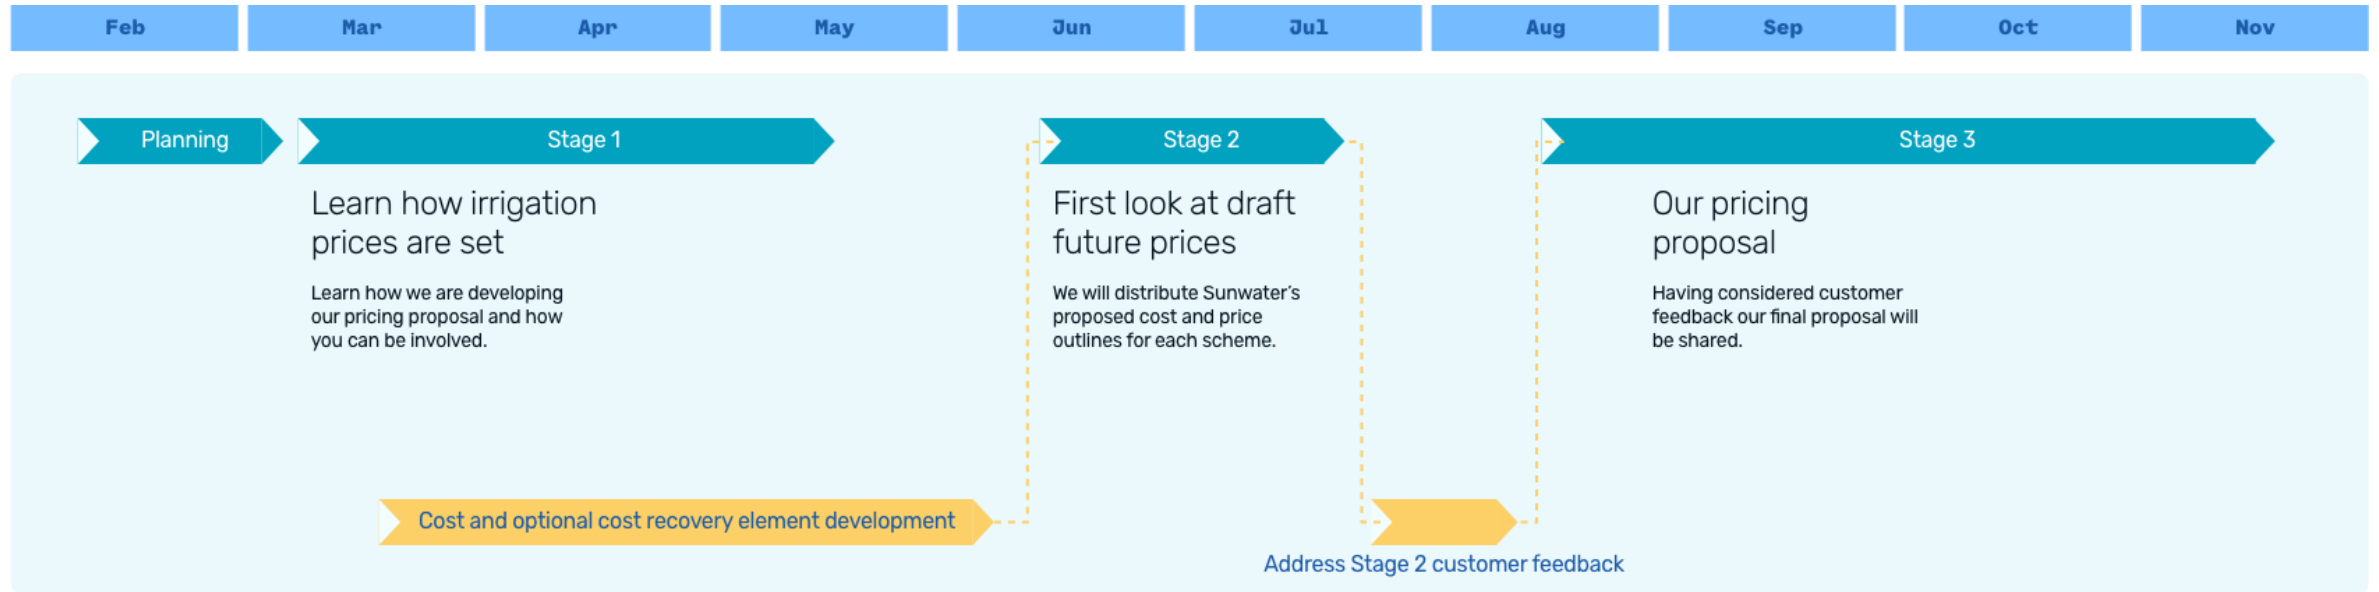 Feb Mar Apr May Jun Jul Aug Sep Oct Nov
Planning
Stage 1
Stage 2
Stage 3
Learn how irrigation
prices are set
Learn how we are developing
our pricing proposal and how
you can be involved.
First look at draft
future prices
We will distribute Sunwater’s
proposed cost and price
outlines for each scheme.
Our pricing
proposal
Having considered customer
feedback our final proposal will
be shared.
Cost and optional cost recovery element development
Address Stage 2 customer feedback